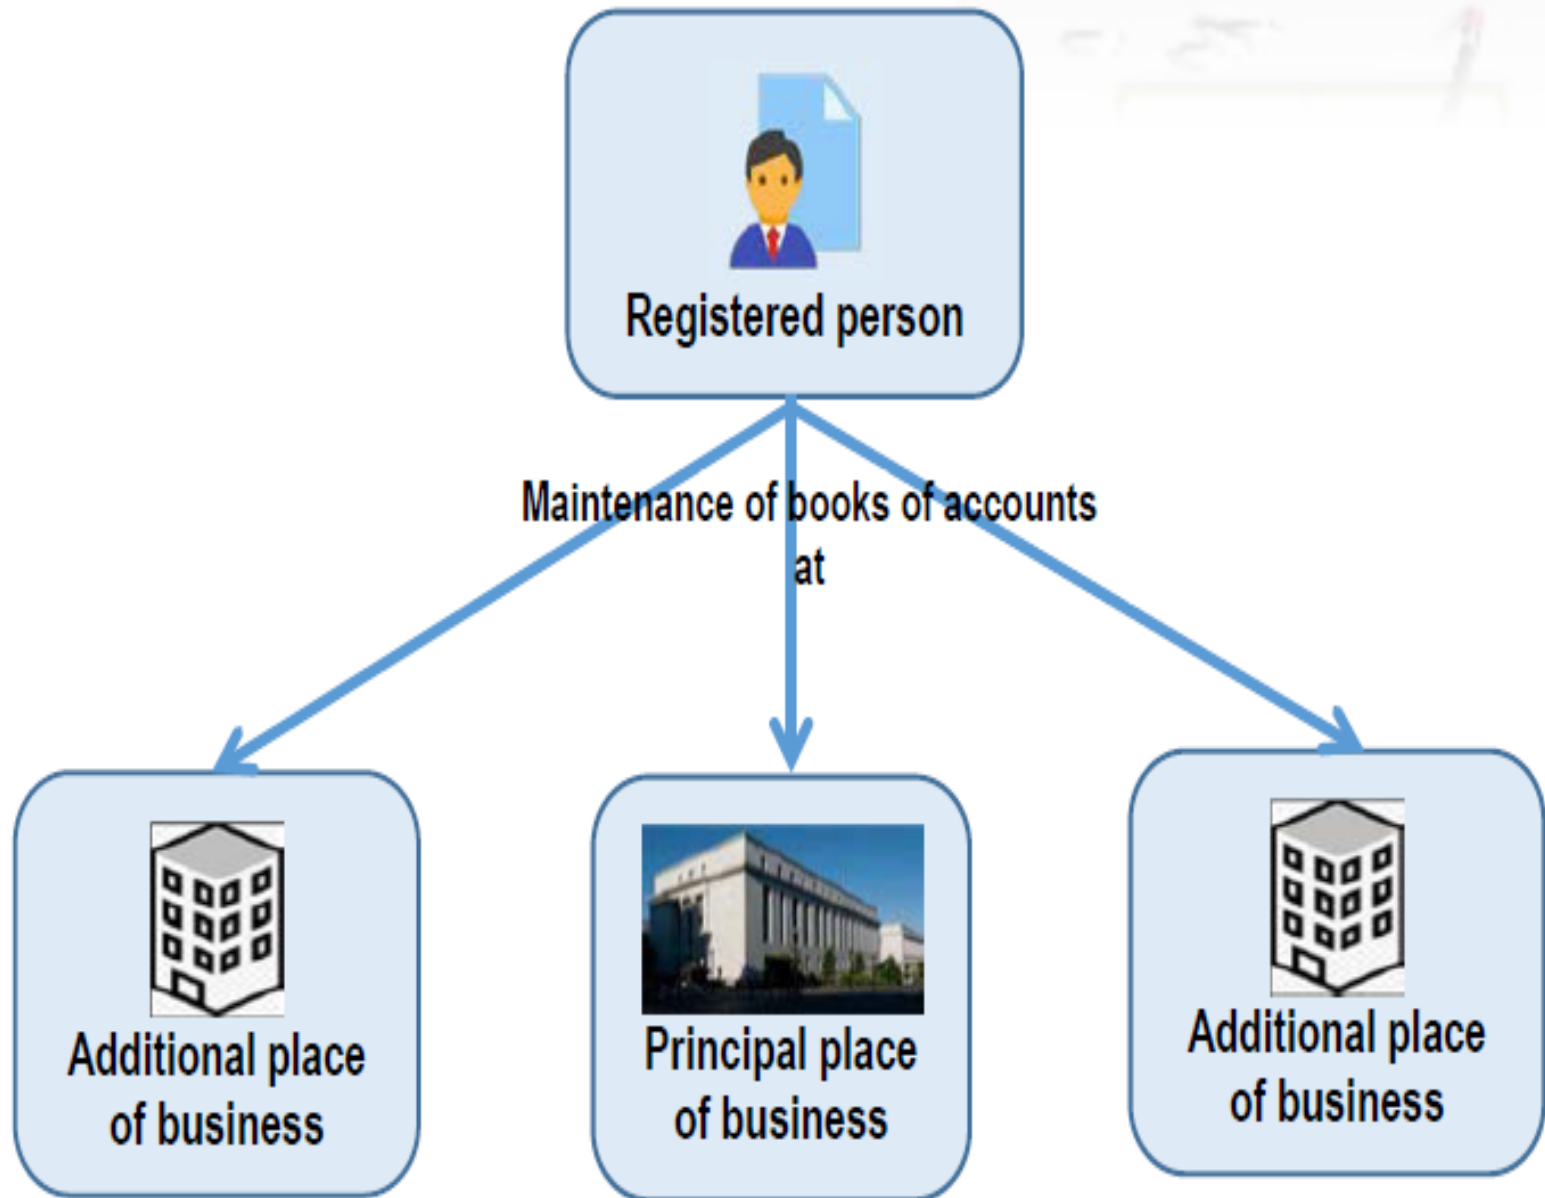 Registered person
Maintenance of books of accounts
at
Additional place
of business
Principal place
of business
Additional place
of business